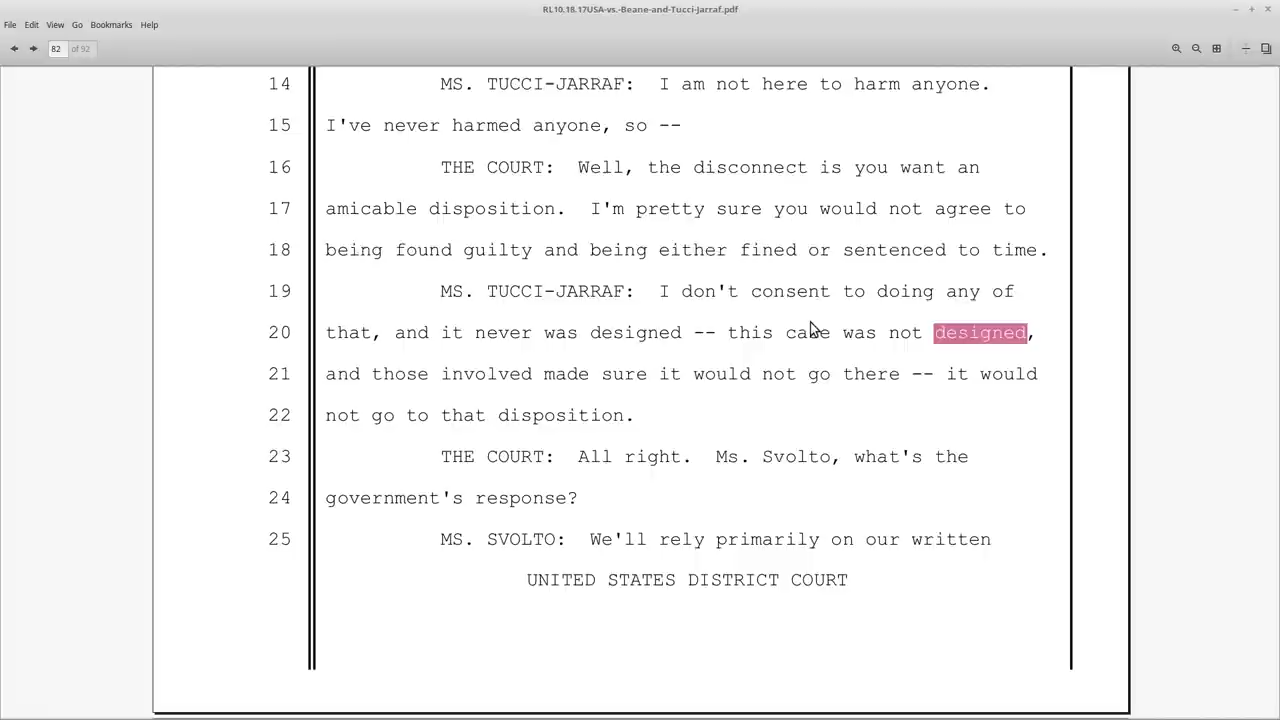 RL10.18.17USA-vs.-Beane-and-Tucci-Jarraf.pdf
File Edit View Go Bookmarks Help
82 of 92
14 MS. TUCCI-JARRAF: I am not here to harm anyone.
15 I've never harmed anyone, so --
16 THE COURT: Well, the disconnect is you want an
17 amicable disposition. I'm pretty sure you would not agree to
18 being found guilty and being either fined or sentenced to time.
19 MS. TUCCI-JARRAF: I don't consent to doing any of
20 that, and it never was designed -- this case was not designed,
21 and those involved made sure it would not go there -- it would
22 not go to that disposition.
23 THE COURT: All right. Ms. Svolto, what's the
24 government's response?
25 MS. SVOLTO: We'll rely primarily on our written
UNITED STATES DISTRICT COURT